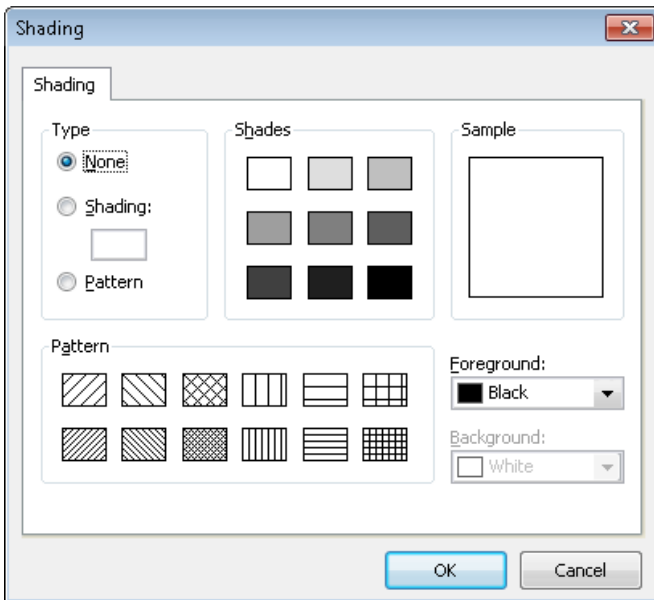 Shading
Shading
Type
None
Shading:
Pattern
Shades
Sample
Pattern
Foreground:
Black
Background:
White
OK
Cancel